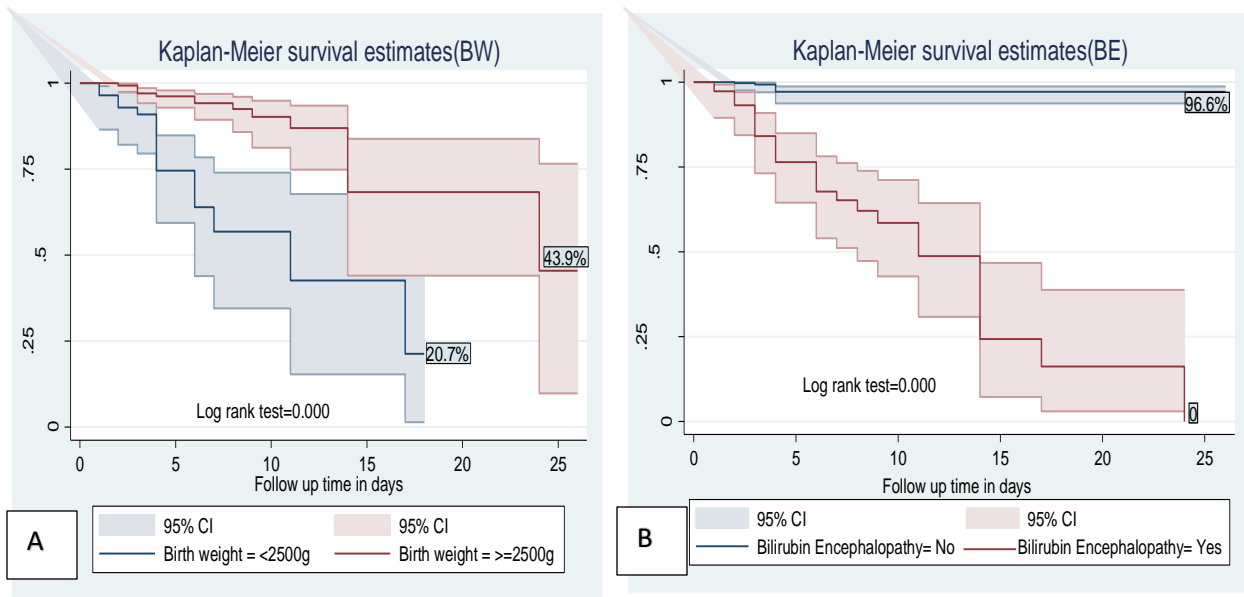 Kaplan-Meier survival estimates(BW)
1
.75
.5
.25
0
43.9%
20.7%
Log rank test=0.000
0 5 10 15 20 25
Follow up time in days
95% CI 95% CI
Birth weight = <2500g Birth weight = >=2500g
A
Kaplan-Meier survival estimates(BE)
1
.75
.5
.25
0
96.6%
Log rank test=0.000
0
0 5 10 15 20 25
Follow up time in days
95% CI 95% CI
Bilirubin Encephalopathy= No Bilirubin Encephalopathy= Yes
B